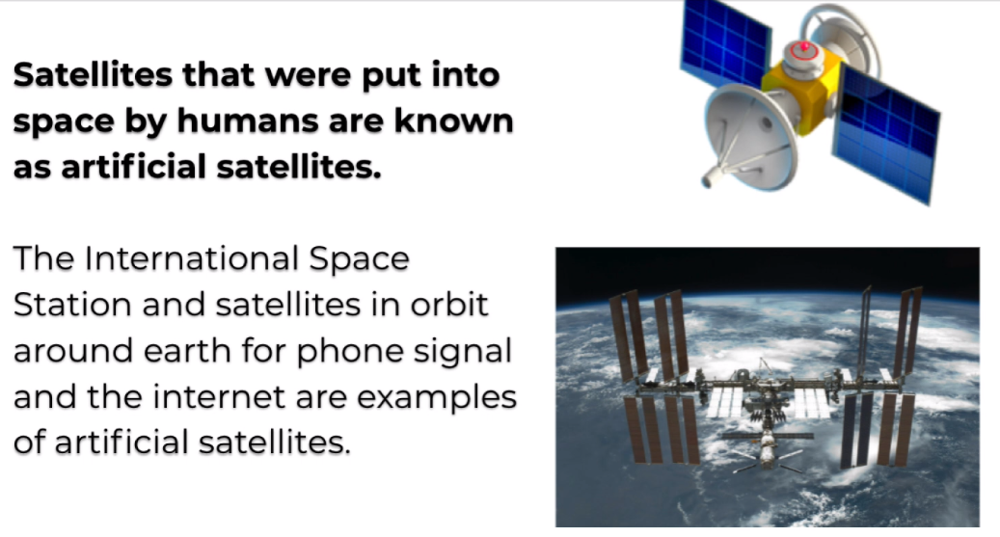 Satellites that were put into
space by humans are known
as artificial satellites.
The International Space
Station and satellites in orbit
around earth for phone signal
and the internet are examples
of artificial satellites.